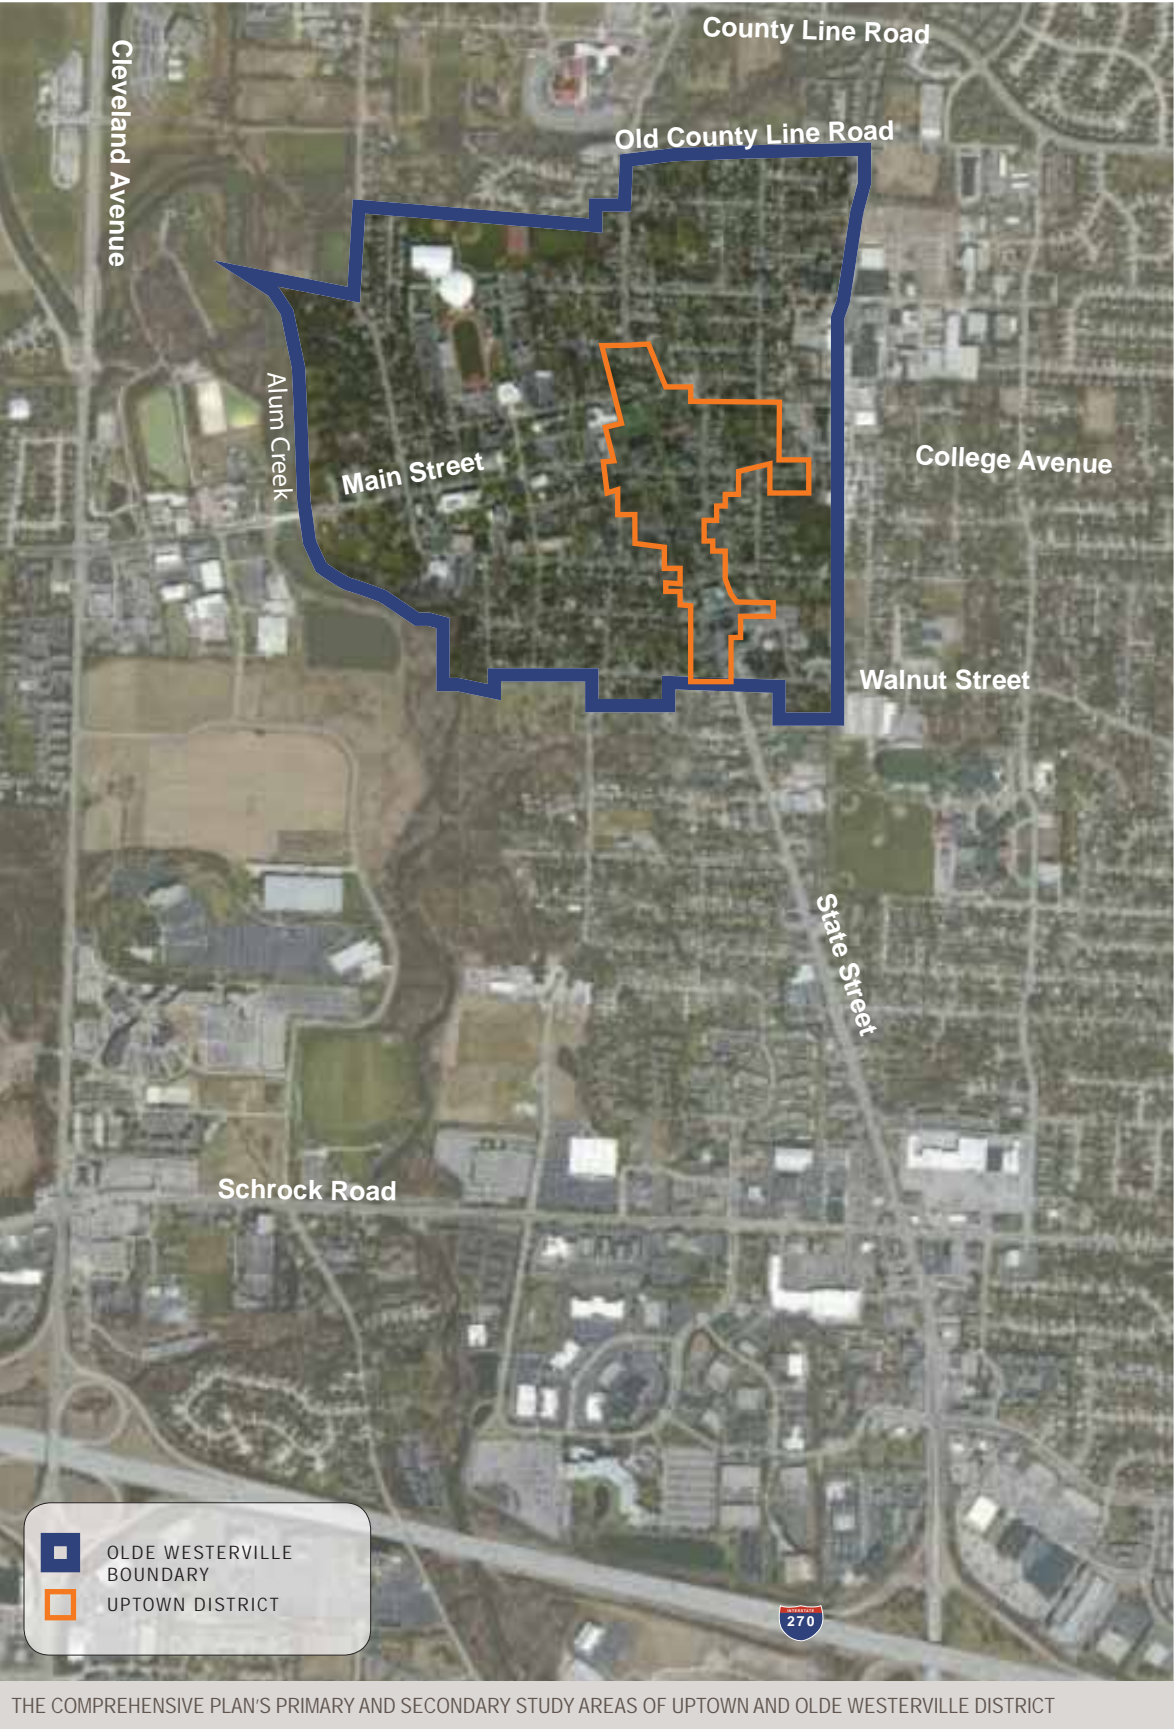 County Line Road
Cleveland Avenue
Old County Line Road
Alum Creek
Main Street
College Avenue
Walnut Street
State Street
Schrock Road
OLDE WESTERVILLE
BOUNDARY
UPTOWN DISTRICT
INTERSTATE
270
THE COMPREHENSIVE PLAN'S PRIMARY AND SECONDARY STUDY AREAS OF UPTOWN AND OLDE WESTERVILLE DISTRICT